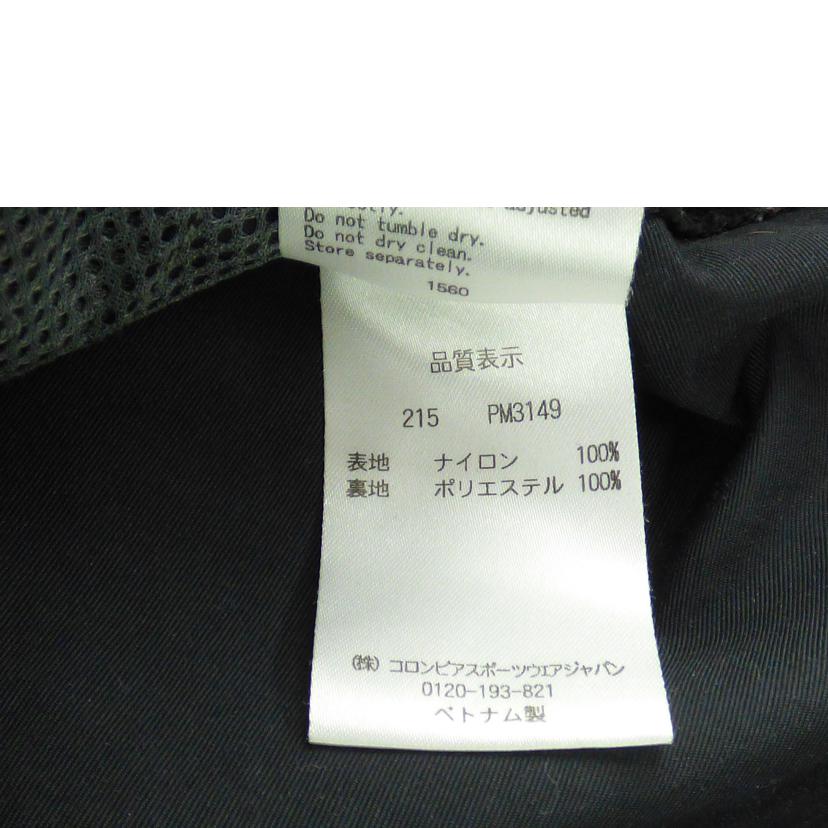 adjusted
Do not tumble dry.
Do not dry clean.
Store separately.
1560
品質表示
215 PM3149
表地 ナイロン 100%
裏地 ポリエステル 100%
(株) コロンビアスポーツウェアジャパン
0120-193-821
ベトナム製